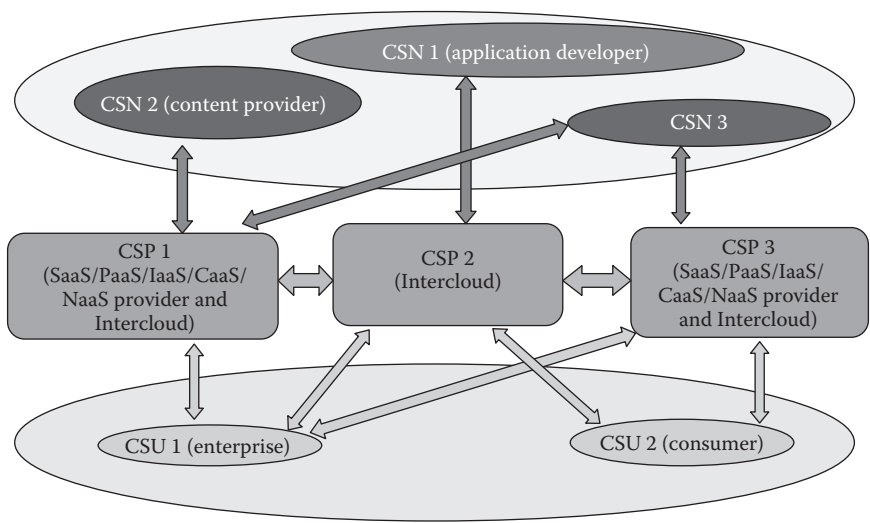 CSN 1 (application developer)
CSN 2 (content provider)
CSN 3
CSP 1
(SaaS/PaaS/IaaS/CaaS/
NaaS provider and
Intercloud)
CSP 2
(Intercloud)
CSP 3
(SaaS/PaaS/IaaS/
CaaS/NaaS provider
and Intercloud)
CSU 1 (enterprise)
CSU 2 (consumer)